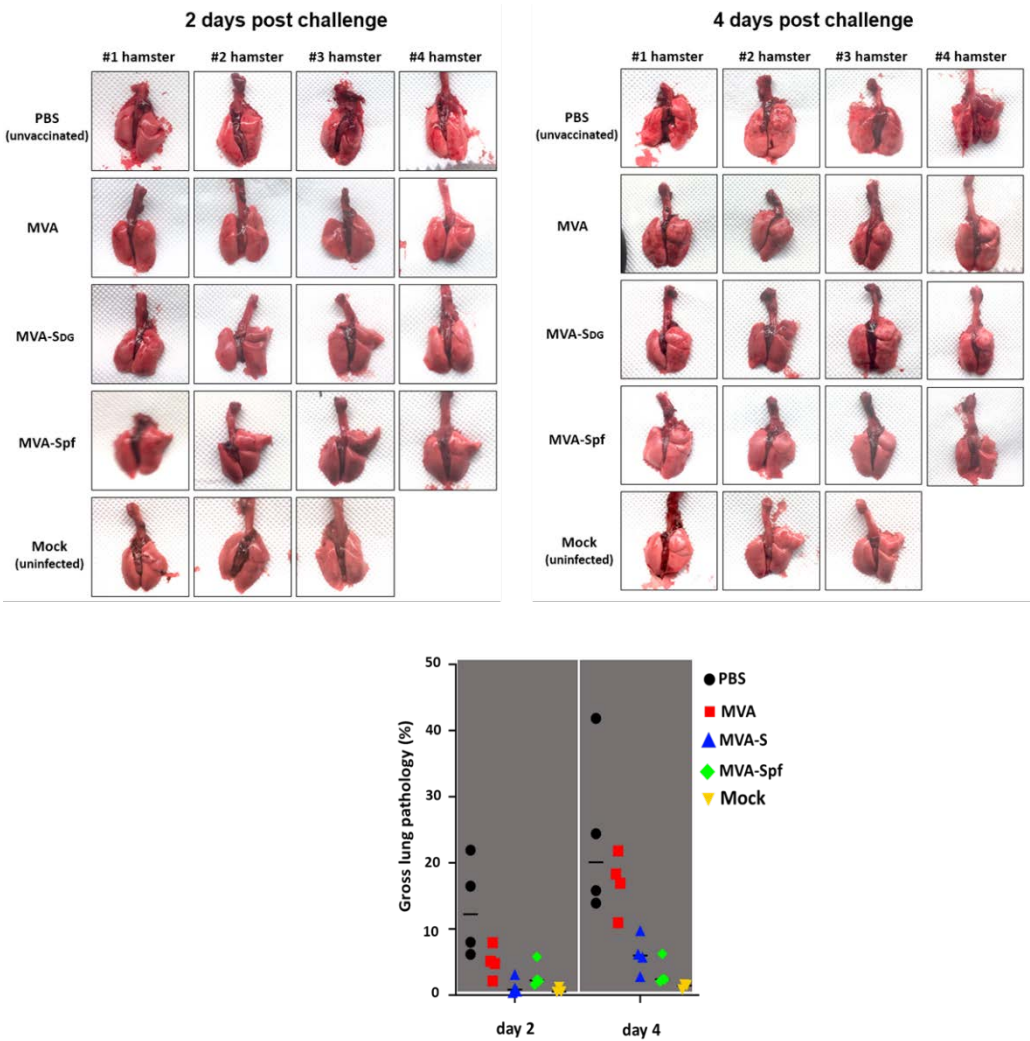 2 days post challenge
#1 hamster #2 hamster #3 hamster #4 hamster
PBS
(unvaccinated)
MVA
MVA-SDG
MVA-Spf
Mock
(uninfected)
4 days post challenge
#1 hamster #2 hamster #3 hamster #4 hamster
PBS
(unvaccinated)
MVA
MVA-SDG
MVA-Spf
Mock
(uninfected)
Gross lung pathology (%)
50
40
30
20
10
0
day 2 day 4
PBS
MVA
MVA-S
MVA-Spf
Mock